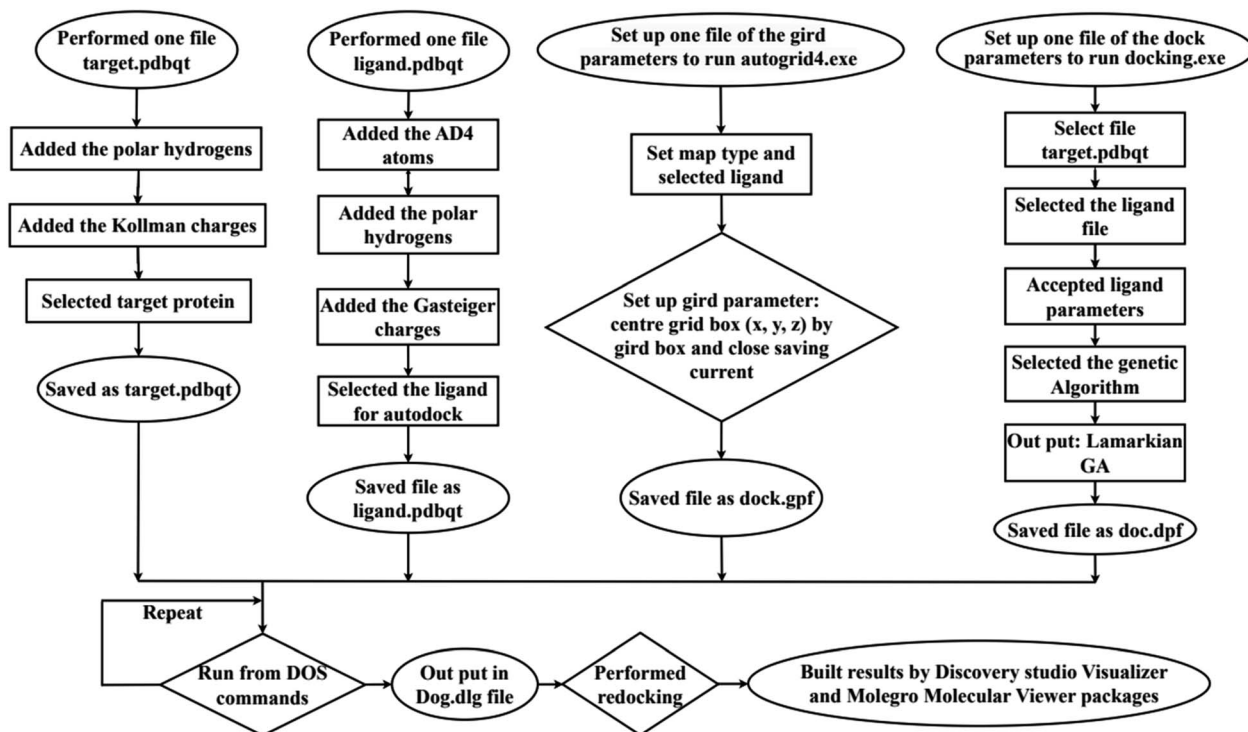 Performed one file
target.pdbqt
Added the polar hydrogens
Added the Kollman charges
Selected target protein
Saved as target.pdbqt
Performed one file
ligand.pdbqt
Added the AD4
atoms
Added the polar
hydrogens
Added the Gasteiger
charges
Selected the ligand
for autodock
Saved file as
ligand.pdbqt
Set up one file of the gird
parameters to run autogrid4.exe
Set map type and
selected ligand
Set up gird parameter:
centre grid box (x, y, z) by
gird box and close saving
current
Saved file as dock.gpf
Set up one file of the dock
parameters to run docking.exe
Select file
target.pdbqt
Selected the ligand
file
Accepted ligand
parameters
Selected the genetic
Algorithm
Out put: Lamarkian
GA
Saved file as doc.dpf
Repeat
Run from DOS
commands
Out put in
Dog.dlg file
Performed
redocking
Built results by Discovery studio Visualizer
and Molegro Molecular Viewer packages